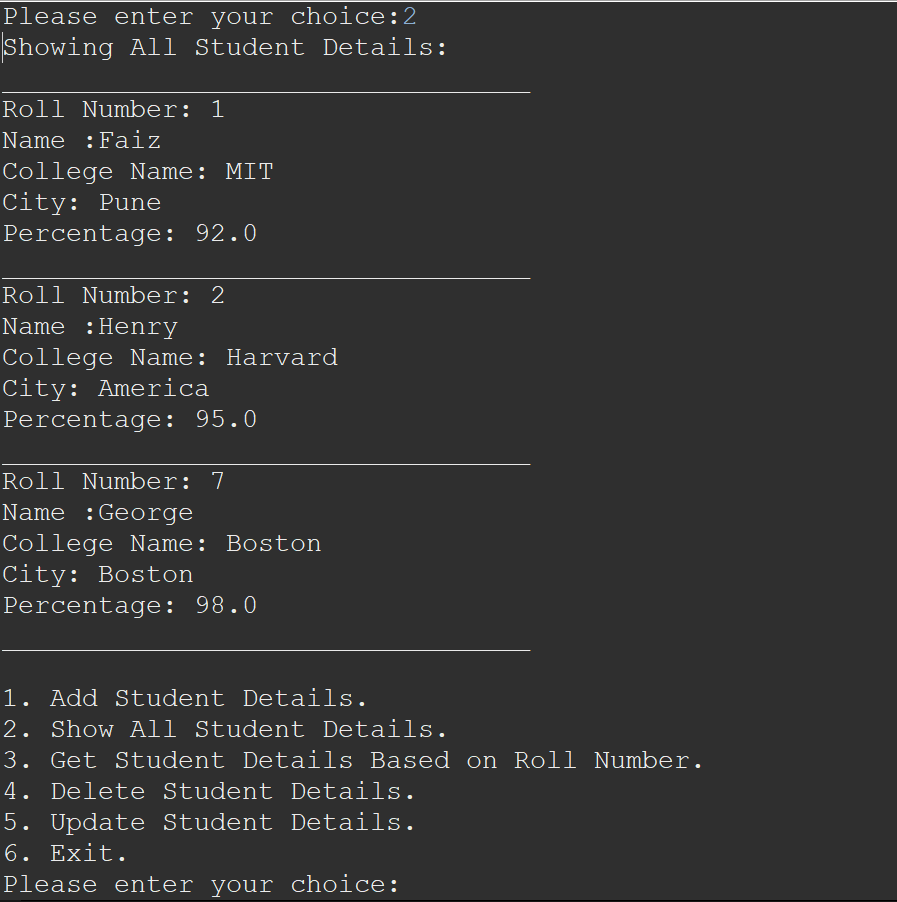 Please enter your choice:2
Showing All Student Details:
_________________________________
Roll Number: 1
Name :Faiz
College Name: MIT
City: Pune
Percentage: 92.0
_________________________________
Roll Number: 2
Name :Henry
College Name: Harvard
City: America
Percentage: 95.0
_________________________________
Roll Number: 7
Name :George
College Name: Boston
City: Boston
Percentage: 98.0
_________________________________
1. Add Student Details.
2. Show All Student Details.
3. Get Student Details Based on Roll Number.
4. Delete Student Details.
5. Update Student Details.
6. Exit.
Please enter your choice: